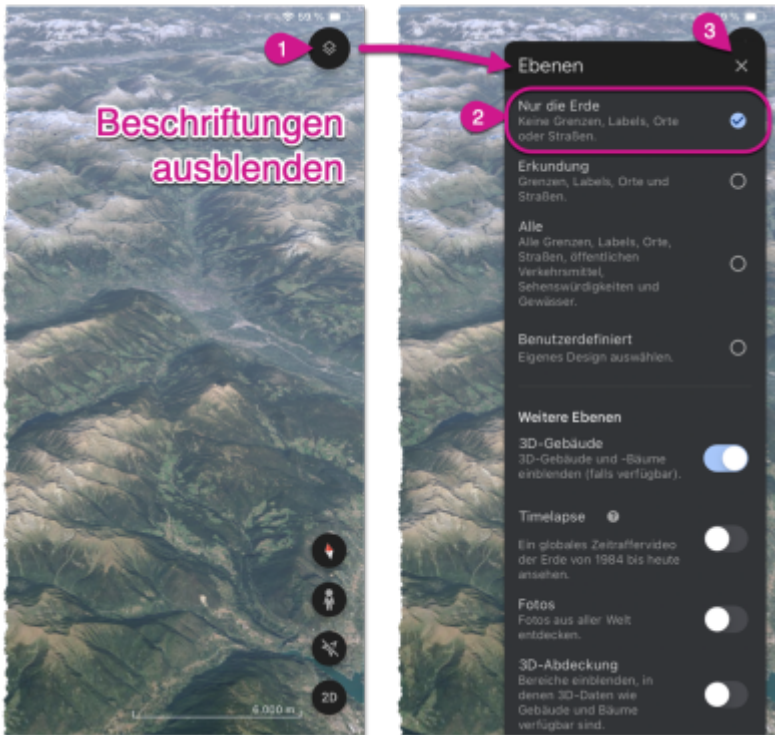 59 %
1
Beschriftungen
ausblenden
2D
6.000 m
3
Ebenen
2
Nur die Erde
Keine Grenzen, Labels, Orte
oder Straßen.
Erkundung
Grenzen, Labels, Orte und
Straßen.
Alle
Alle Grenzen, Labels, Orte,
Straßen, öffentlichen
Verkehrsmittel,
Sehenswürdigkeiten und
Gewässer.
Benutzerdefiniert
Eigenes Design auswählen.
Weitere Ebenen
3D-Gebäude
3D-Gebäude und -Bäume
einblenden (falls verfügbar).
Timelapse
Ein globales Zeitraffervideo
der Erde von 1984 bis heute
ansehen.
Fotos
Fotos aus aller Welt
entdecken.
3D-Abdeckung
Bereiche einblenden, in
denen 3D-Daten wie
Gebäude und Bäume
verfügbar sind.